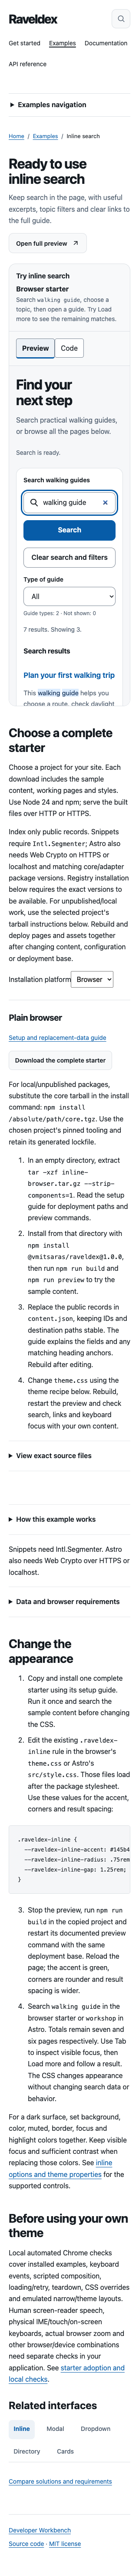 Raveldex
Get started Examples Documentation
API reference
▶ Examples navigation
Home / Examples / Inline search
Ready to use
inline search
Keep search in the page, with useful
excerpts, topic filters and clear links to
the full guide.
Open full preview ↗
Try inline search
Browser starter
Search walking guide, choose a
topic, then open a guide. Try Load
more to see the remaining matches.
Preview Code
Find your
next step
Search practical walking guides,
or browse all the pages below.
Search is ready.
Search walking guides
walking guide ×
Search
Clear search and filters
Type of guide
All
Guide types: 2 · Not shown: 0
7 results. Showing 3.
Search results
Plan your first walking trip
This walking guide helps you
choose a route, check daylight
Choose a complete
starter
Choose a project for your site. Each
download includes the sample
content, working pages and styles.
Use Node 24 and npm; serve the built
files over HTTP or HTTPS.
Index only public records. Snippets
require Intl.Segmenter; Astro also
needs Web Crypto on HTTPS or
localhost and matching core/adapter
package versions. Registry installation
below requires the exact versions to
be available. For unpublished/local
work, use the selected project's
tarball instructions below. Rebuild and
deploy pages and assets together
after changing content, configuration
or deployment base.
Installation platform Browser
Plain browser
Setup and replacement-data guide
Download the complete starter
For local/unpublished packages,
substitute the core tarball in the install
command: npm install
/absolute/path/core.tgz. Use the
chosen project's pinned tooling and
retain its generated lockfile.
1. In an empty directory, extract
tar -xzf inline-
browser.tar.gz --strip-
components=1. Read the setup
guide for deployment paths and
preview commands.
2. Install from that directory with
npm install
@vnitsaras/raveldex@1.0.0,
then npm run build and
npm run preview to try the
sample content.
3. Replace the public records in
content.json, keeping IDs and
destination paths stable. The
guide explains the fields and any
matching heading anchors.
Rebuild after editing.
4. Change theme.css using the
theme recipe below. Rebuild,
restart the preview and check
search, links and keyboard
focus with your own content.
▶ View exact source files
▶ How this example works
Snippets need Intl.Segmenter. Astro
also needs Web Crypto over HTTPS or
localhost.
▶ Data and browser requirements
Change the
appearance
1. Copy and install one complete
starter using its setup guide.
Run it once and search the
sample content before changing
the CSS.
2. Edit the existing .raveldex-
inline rule in the browser's
theme.css or Astro's
src/style.css. Those files load
after the package stylesheet.
Use these values for the accent,
corners and result spacing:
.raveldex-inline {
--raveldex-inline-accent: #145b4
--raveldex-inline-radius: .75rem
--raveldex-inline-gap: 1.25rem;
}
3. Stop the preview, run npm run
build in the copied project and
restart its documented preview
command with the same
deployment base. Reload the
page; the accent is green,
corners are rounder and result
spacing is wider.
4. Search walking guide in the
browser starter or workshop in
Astro. Totals remain seven and
six pages respectively. Use Tab
to inspect visible focus, then
Load more and follow a result.
The CSS changes appearance
without changing search data or
behavior.
For a dark surface, set background,
color, muted, border, focus and
highlight colors together. Keep visible
focus and sufficient contrast when
replacing those colors. See inline
options and theme properties for the
supported controls.
Before using your own
theme
Local automated Chrome checks
cover installed examples, keyboard
events, scripted composition,
loading/retry, teardown, CSS overrides
and emulated narrow/theme layouts.
Human screen-reader speech,
physical IME/touch/on-screen
keyboards, actual browser zoom and
other browser/device combinations
need separate checks in your
application. See starter adoption and
local checks.
Related interfaces
Inline Modal Dropdown
Directory Cards
Compare solutions and requirements
Developer Workbench
Source code · MIT license